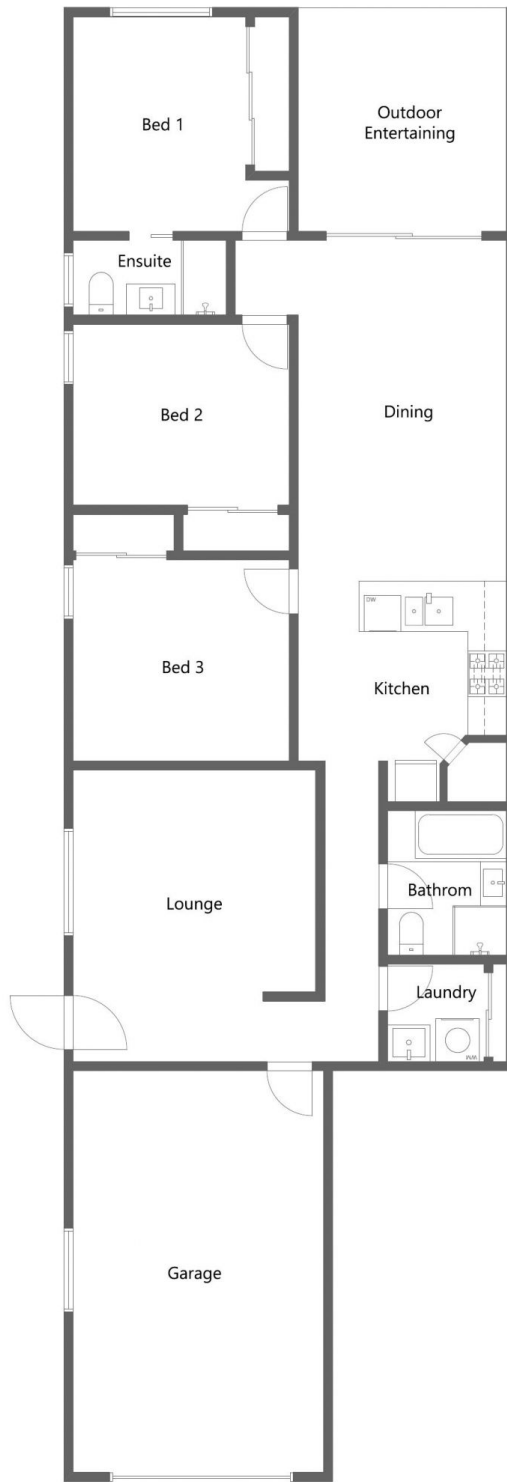 Bed 1
Outdoor
Entertaining
Ensuite
Bed 2
Dining
DW
Bed 3
Kitchen
Lounge
Bathrom
Laundry
WM
Garage